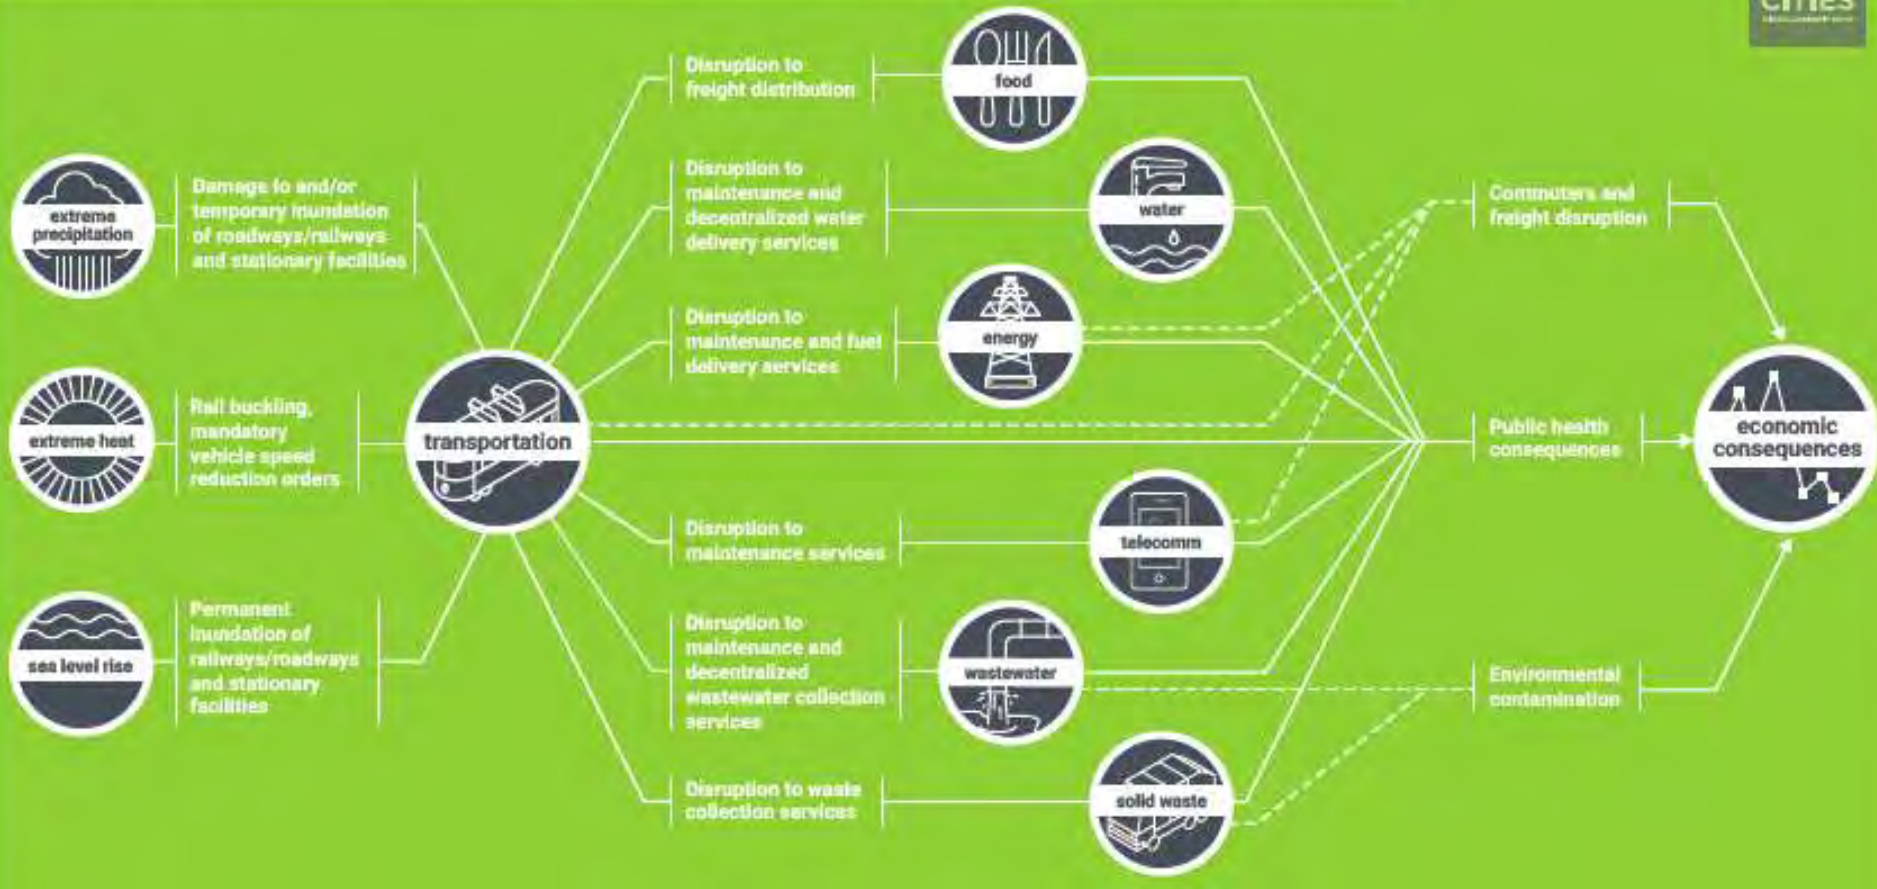 CITIES
Disruption to
freight distribution
food
Disruption to
maintenance and
decentralized water
delivery services
water
extreme
precipitation
Damage to and/or
temporary inundation
of roadways/railways
and stationary facilities
Commuters and
freight disruption
Disruption to
maintenance and fuel
delivery services
energy
extreme heat
Rail buckling,
mandatory
vehicle speed
reduction orders
transportation
Public health
consequences
economic
consequences
Disruption to
maintenance services
telecomm
sea level rise
Permanent
inundation of
railways/roadways
and stationary
facilities
Disruption to
maintenance and
decentralized
wastewater collection
services
wastewater
Environmental
contamination
Disruption to waste
collection services
solid waste